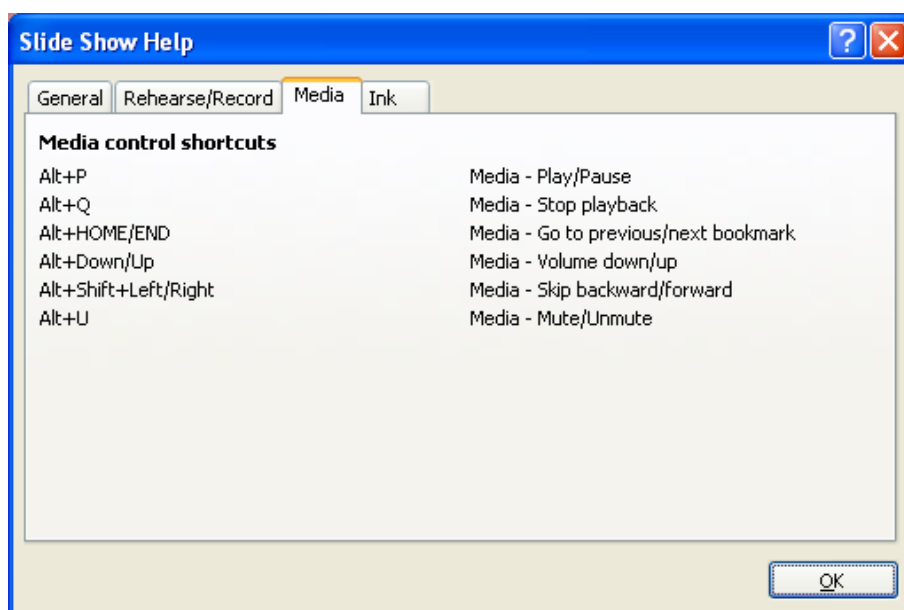 Slide Show Help
?
General Rehearse/Record Media Ink
Media control shortcuts
Alt+P Media - Play/Pause
Alt+Q Media - Stop playback
Alt+HOME/END Media - Go to previous/next bookmark
Alt+Down/Up Media - Volume down/up
Alt+Shift+Left/Right Media - Skip backward/forward
Alt+U Media - Mute/Unmute
OK